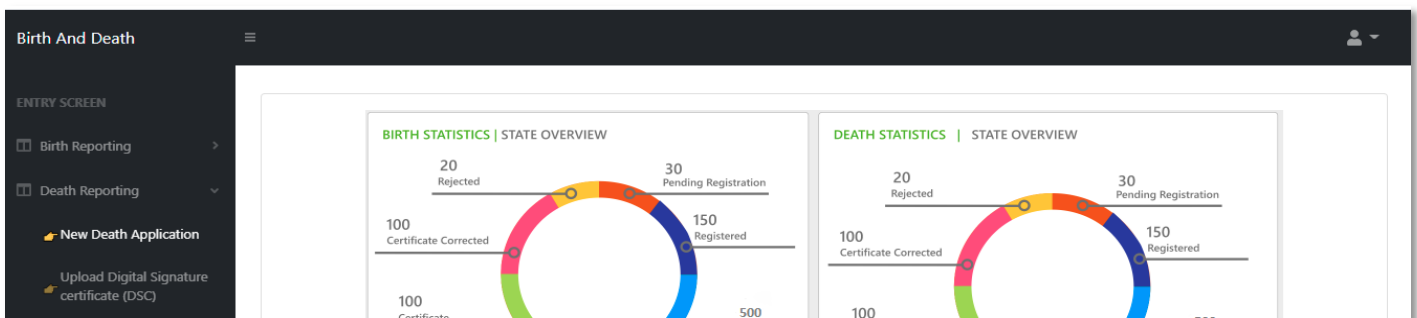 Birth And Death
ENTRY SCREEN
Birth Reporting
Death Reporting
New Death Application
Upload Digital Signature
certificate (DSC)
BIRTH STATISTICS | STATE OVERVIEW
20
Rejected
30
Pending Registration
100
Certificate Corrected
150
Registered
100
Certificate
500
DEATH STATISTICS | STATE OVERVIEW
20
Rejected
30
Pending Registration
100
Certificate Corrected
150
Registered
100